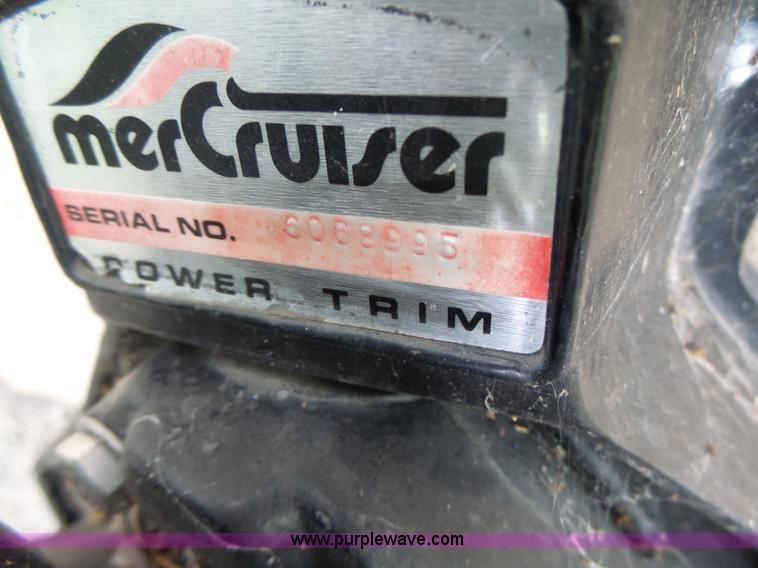 merCruiser
SERIAL NO. 6068995
POWER TRIM
www.purplewave.com